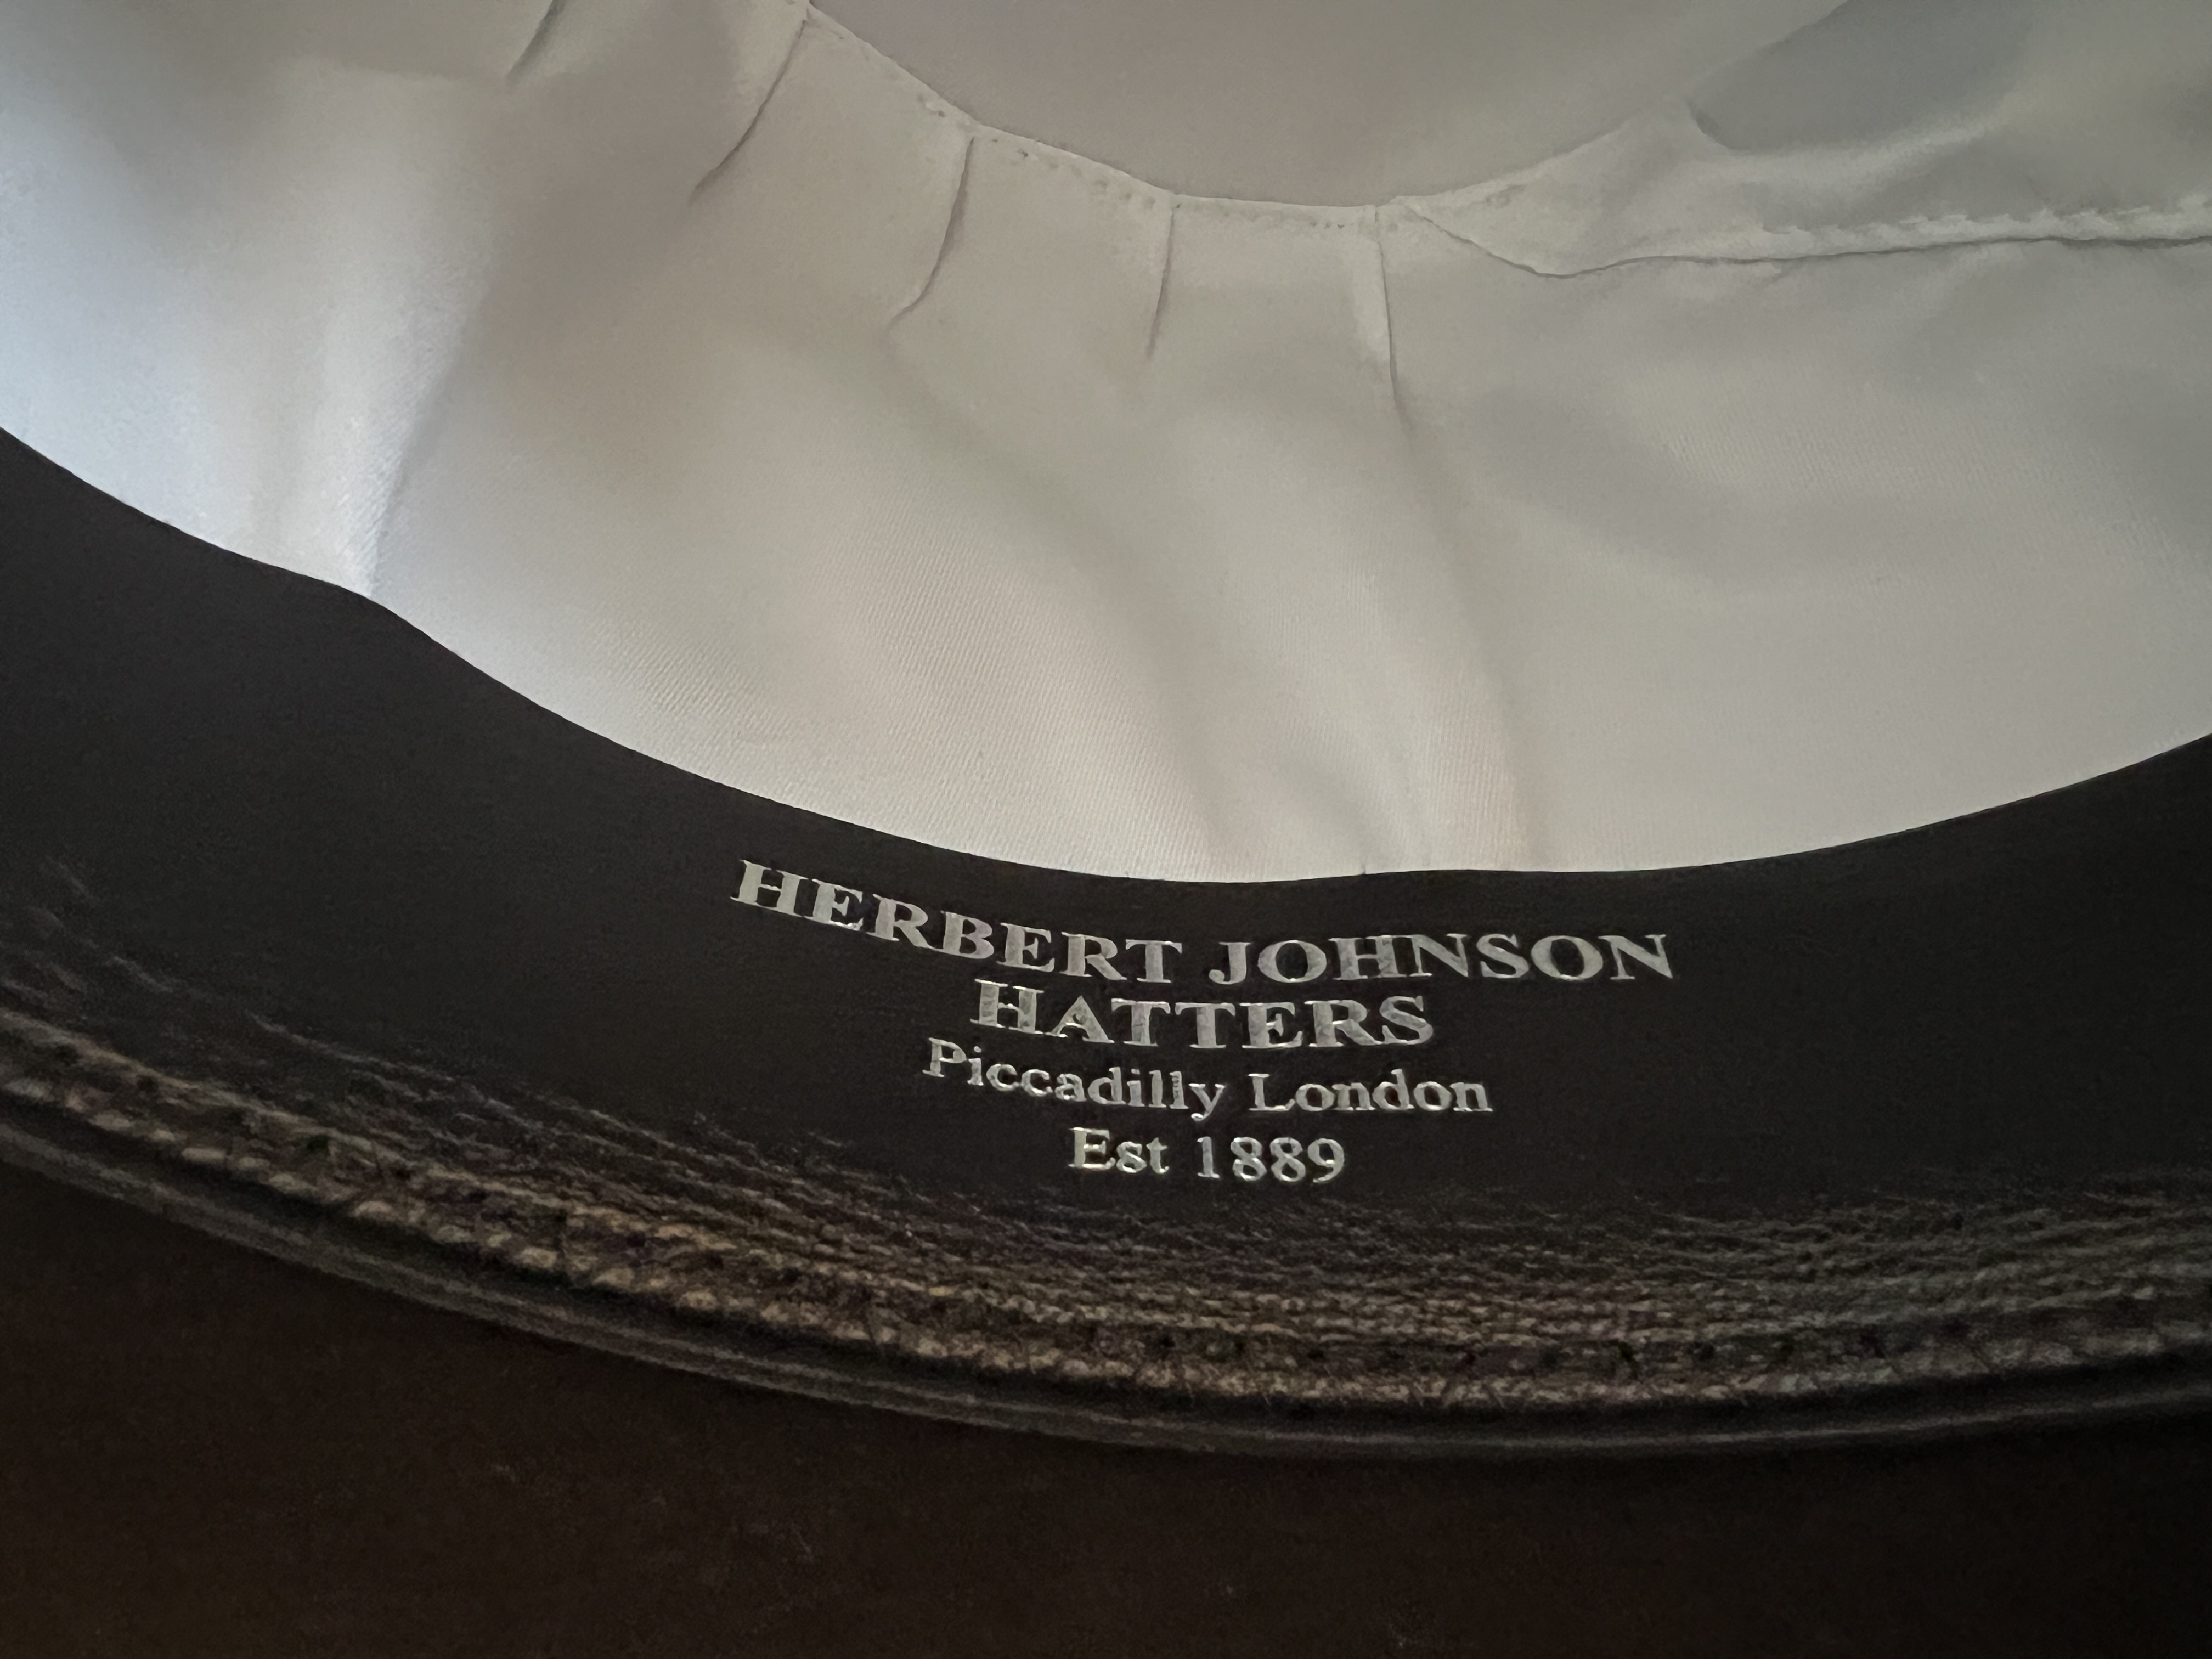 HERBERT JOHNSON
HATTERS
Piccadilly London
Est 1889